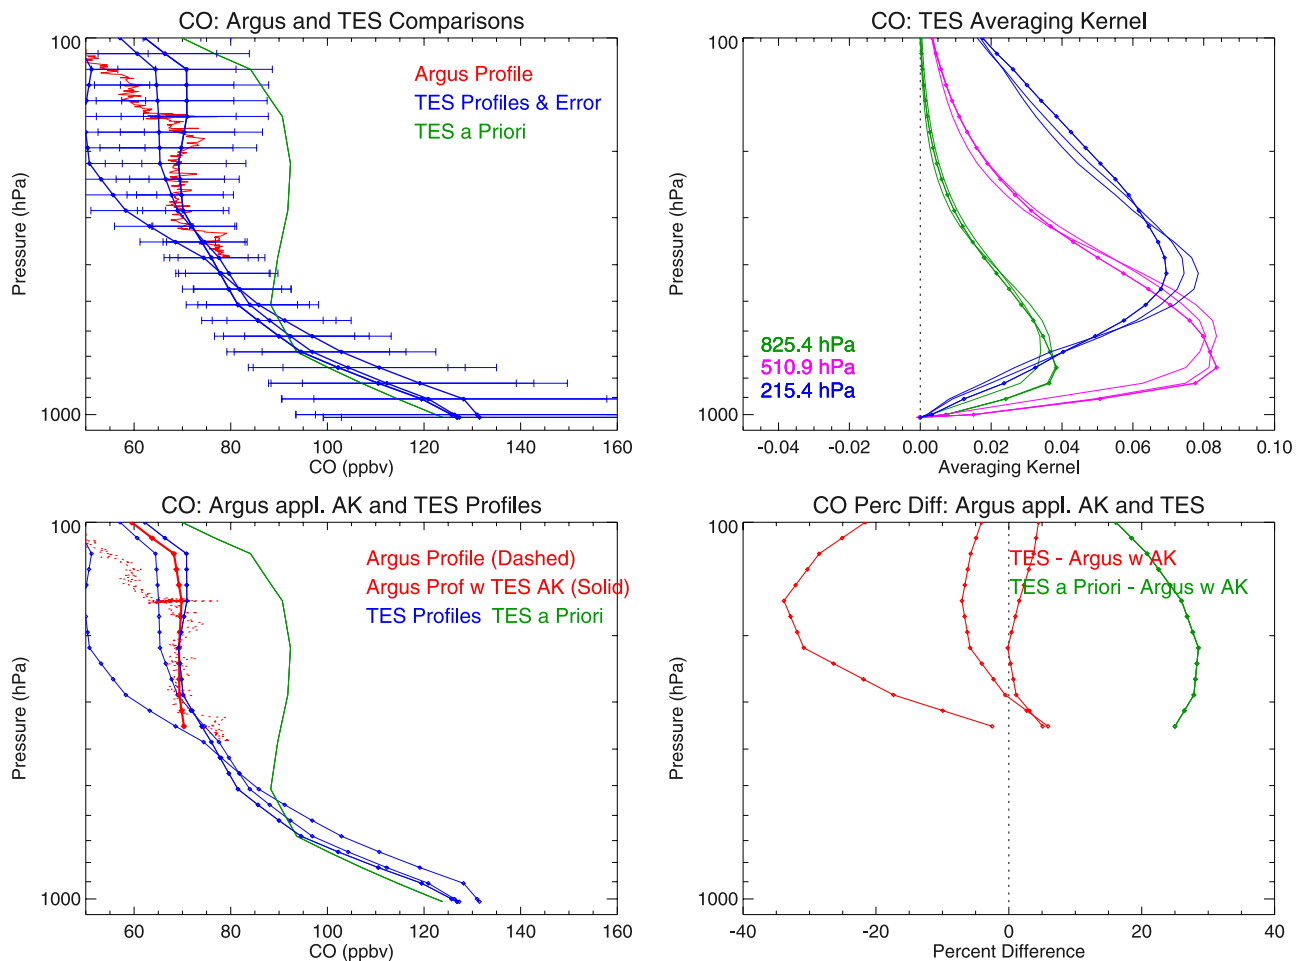 CO: Argus and TES Comparisons
100
1000
Pressure (hPa)
Argus Profile
TES Profiles & Error
TES a Priori
60 80 100 120 140 160
CO (ppbv)
CO: TES Averaging Kernel
100
1000
Pressure (hPa)
825.4 hPa
510.9 hPa
215.4 hPa
-0.04 -0.02 0.00 0.02 0.04 0.06 0.08 0.10
Averaging Kernel
CO: Argus appl. AK and TES Profiles
100
1000
Pressure (hPa)
Argus Profile (Dashed)
Argus Prof w TES AK (Solid)
TES Profiles TES a Priori
60 80 100 120 140 160
CO (ppbv)
CO Perc Diff: Argus appl. AK and TES
100
1000
Pressure (hPa)
TES - Argus w AK
TES a Priori - Argus w AK
-40 -20 0 20 40
Percent Difference